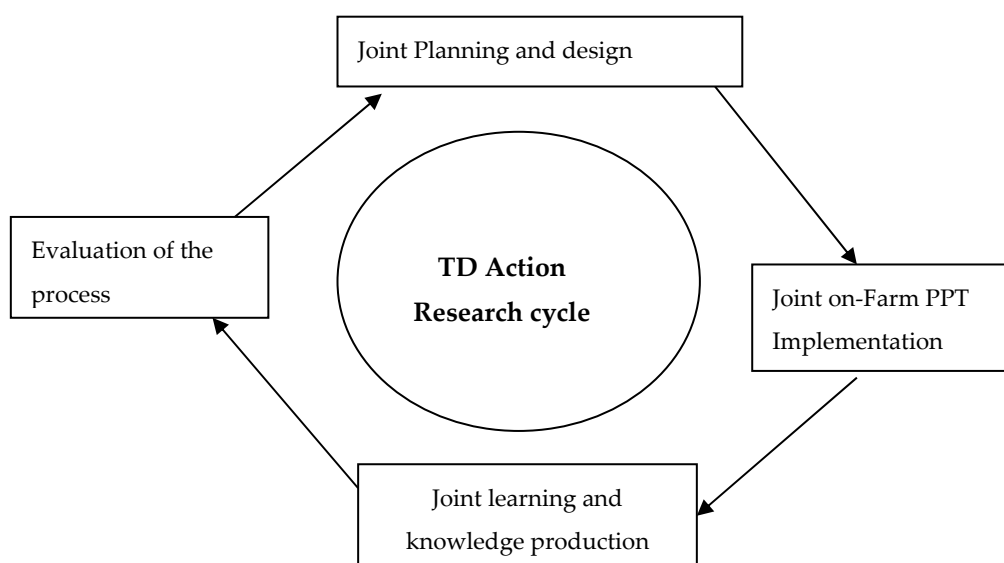 Joint Planning and design
Evaluation of the
process
TD Action
Research cycle
Joint on-Farm PPT
Implementation
Joint learning and
knowledge production